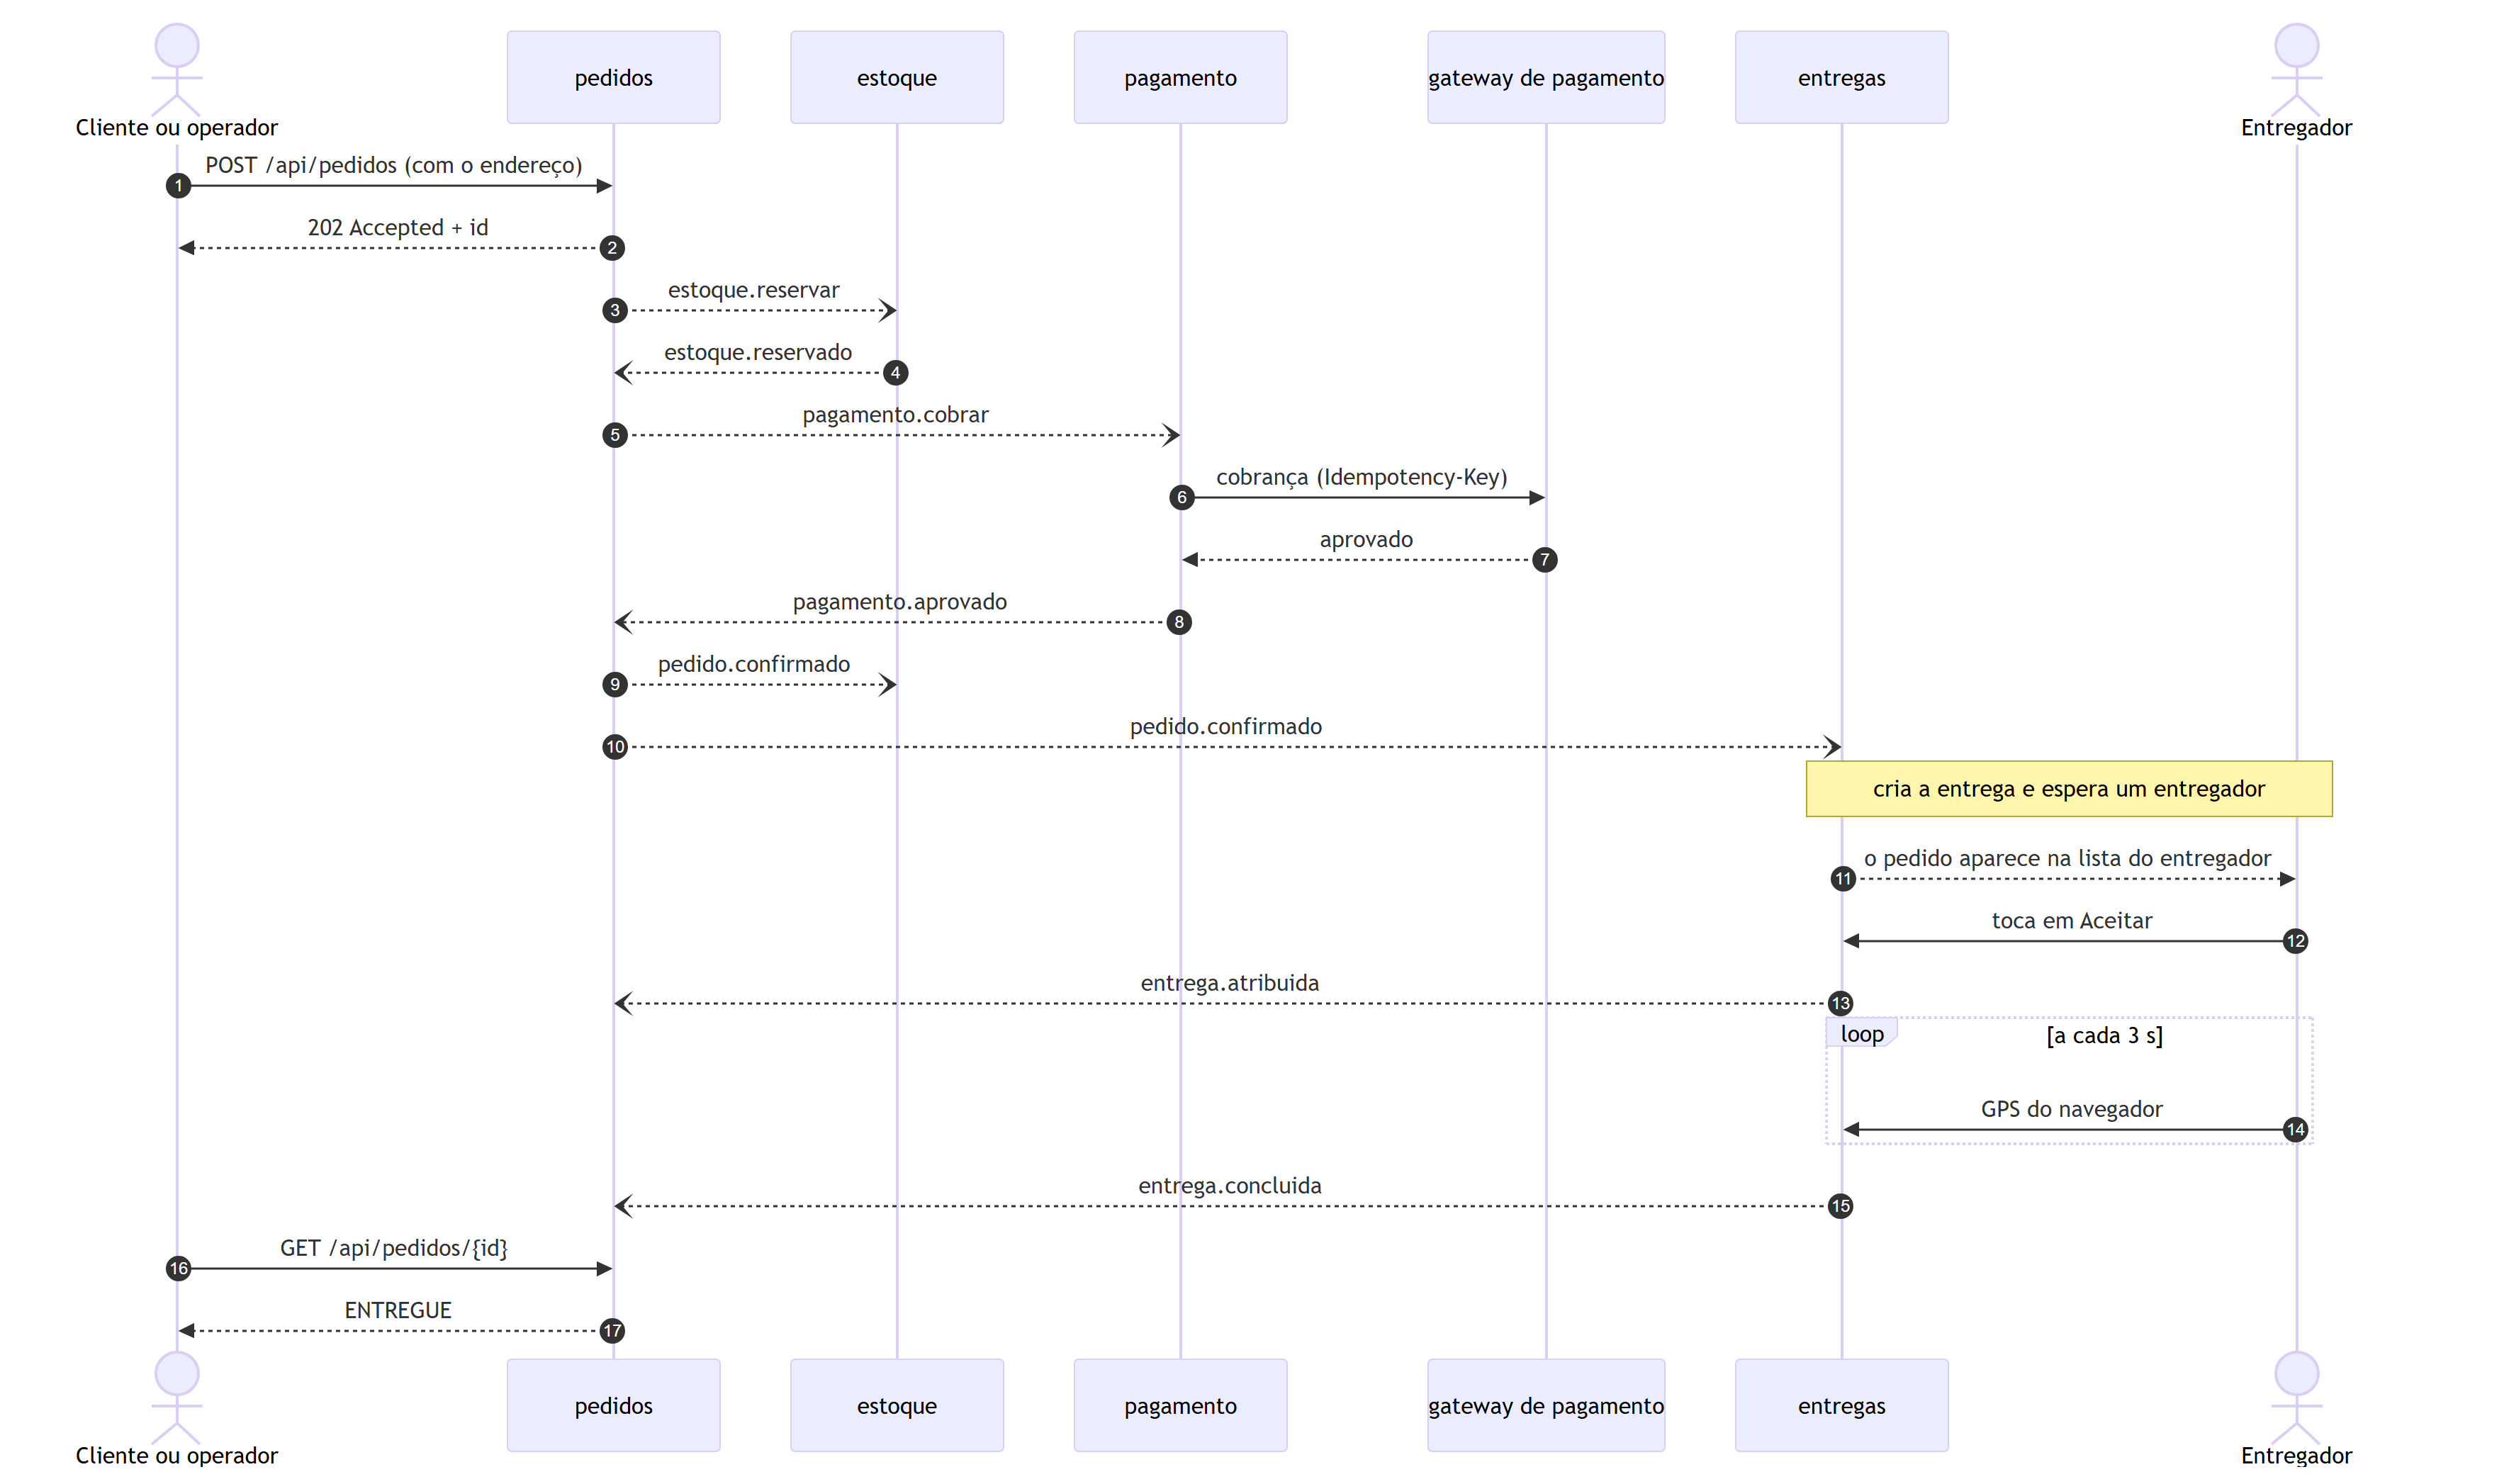 Cliente ou operador
pedidos
estoque
pagamento
gateway de pagamento
entregas
Entregador
POST /api/pedidos (com o endereço)
1
202 Accepted + id
2
estoque.reservar
3
estoque.reservado
4
pagamento.cobrar
5
cobrança (Idempotency-Key)
6
aprovado
7
pagamento.aprovado
8
pedido.confirmado
9
pedido.confirmado
10
cria a entrega e espera um entregador
o pedido aparece na lista do entregador
11
toca em Aceitar
12
entrega.atribuida
13
loop
[a cada 3 s]
GPS do navegador
14
entrega.concluida
15
GET /api/pedidos/{id}
16
ENTREGUE
17
pedidos
estoque
pagamento
gateway de pagamento
entregas
Cliente ou operador
Entregador